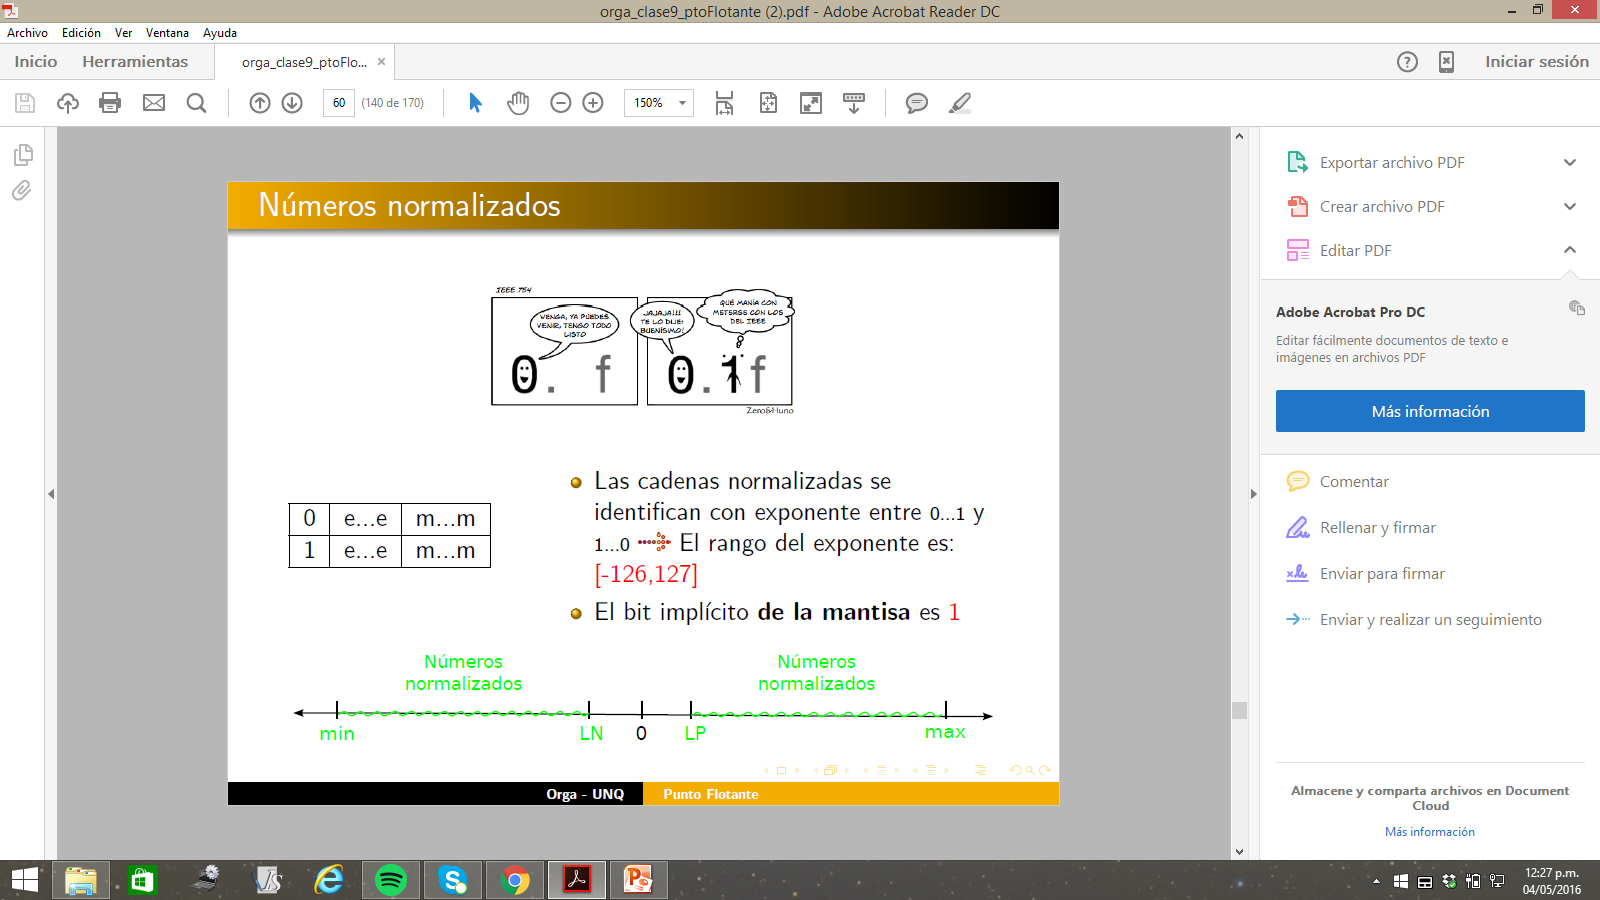 orga_clase9_ptoFlotante (2).pdf - Adobe Acrobat Reader DC
Archivo Edición Ver Ventana Ayuda
Inicio Herramientas orga_clase9_ptoFlo... × Iniciar sesión
60 (140 de 170) 150%
Exportar archivo PDF
Crear archivo PDF
Editar PDF
Adobe Acrobat Pro DC
Editar fácilmente documentos de texto e
imágenes en archivos PDF
Más información
Comentar
Rellenar y firmar
Enviar para firmar
Enviar y realizar un seguimiento
Almacene y comparta archivos en Document
Cloud
Más información
Números normalizados
IEEE 754
VENGA, YA PUEDES
VENIR, TENGO TODO
LISTO
0. f
¡JAJAJA!!!
TE LO DIJE:
BUENÍSMO!
QUÉ MANÍA CON
METERSE CON LOS
DEL IEEE
0.1f
Zero&Huno
0 e...e m...m
1 e...e m...m
Las cadenas normalizadas se
identifican con exponente entre 0...1 y
1...0 El rango del exponente es:
[-126,127]
El bit implícito de la mantisa es 1
Números
normalizados
Números
normalizados
min LN 0 LP max
Orga - UNQ Punto Flotante
12:27 p.m.
04/05/2016